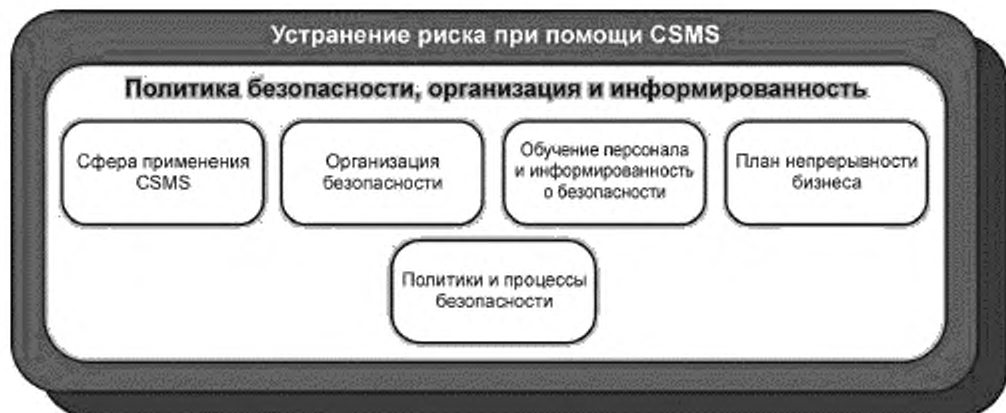 Устранение риска при помощи CSMS
Политика безопасности, организация и информированность
Сфера применения
CSMS
Организация
безопасности
Обучение персонала
и информированность
о безопасности
План непрерывности
бизнеса
Политики и процессы
безопасности